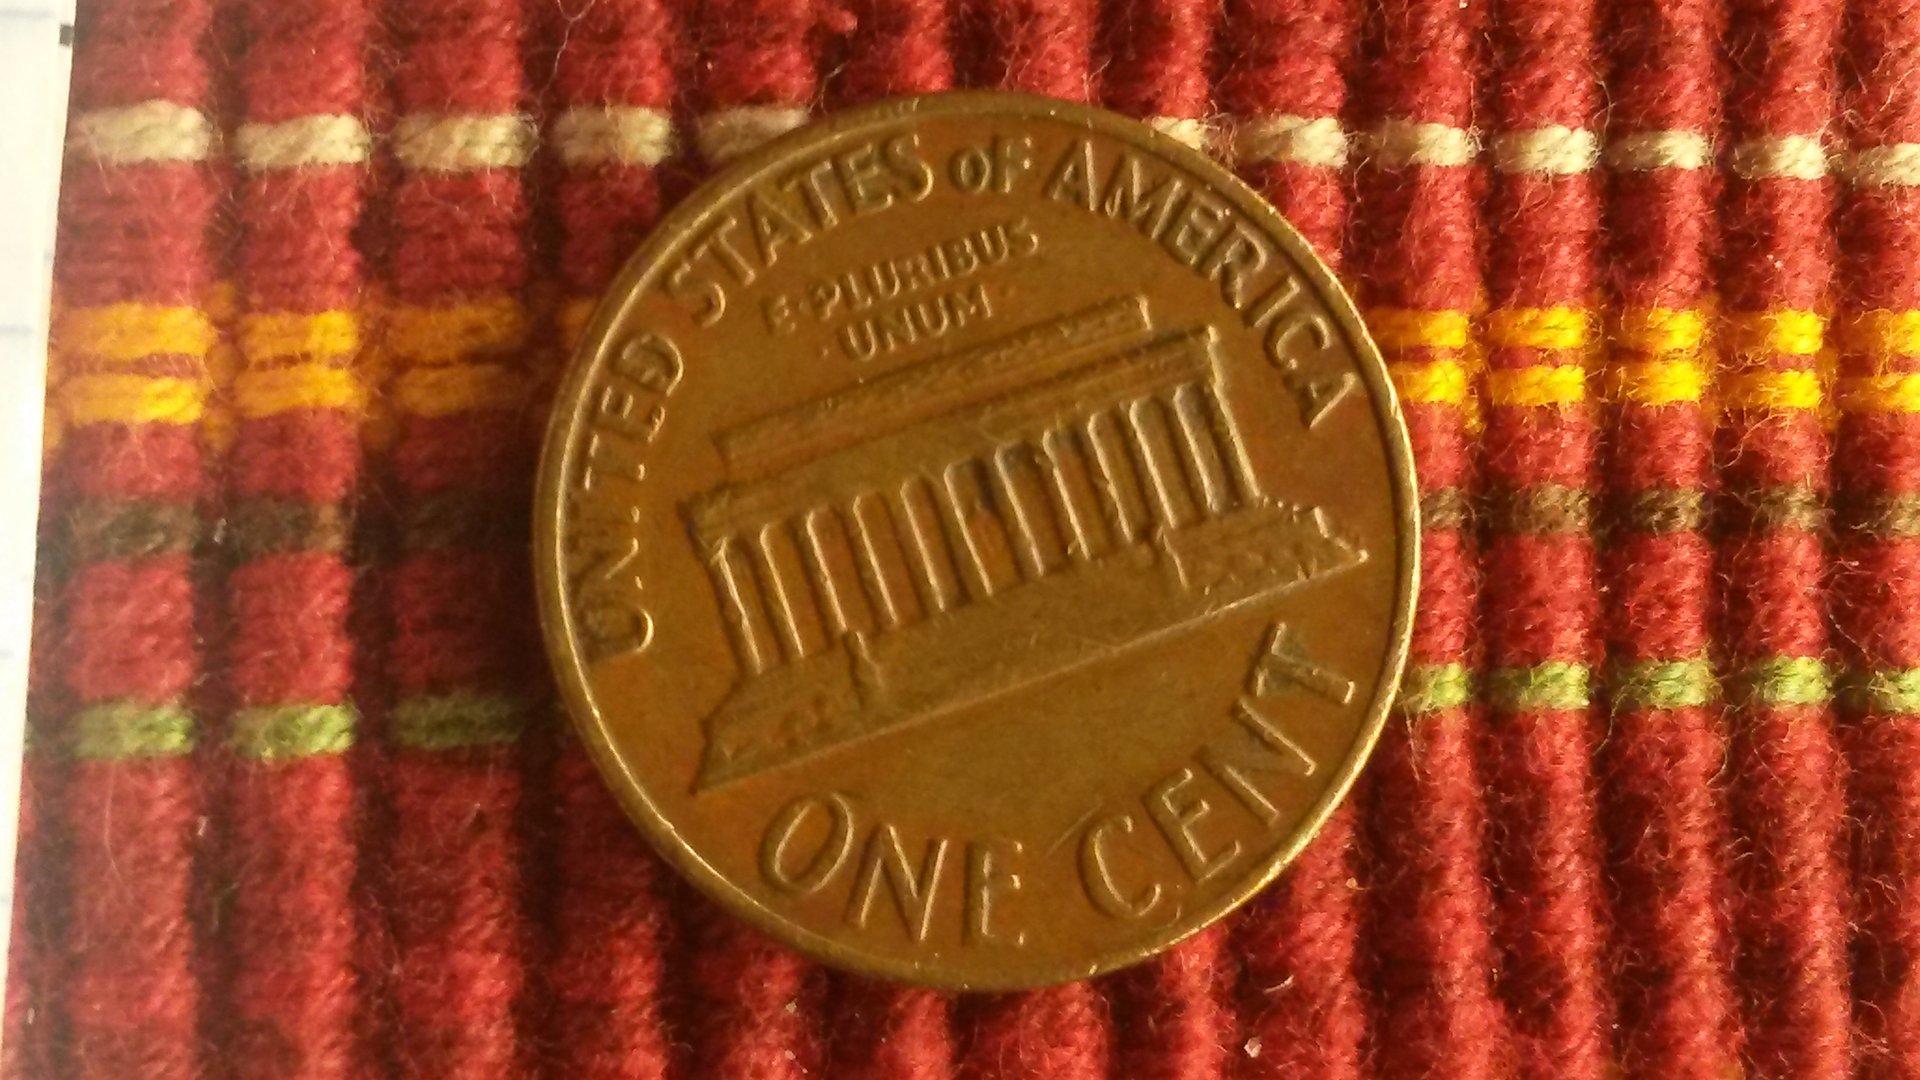 UNITED STATES OF AMERICA
E·PLURIBUS
·UNUM·
ONE CENT